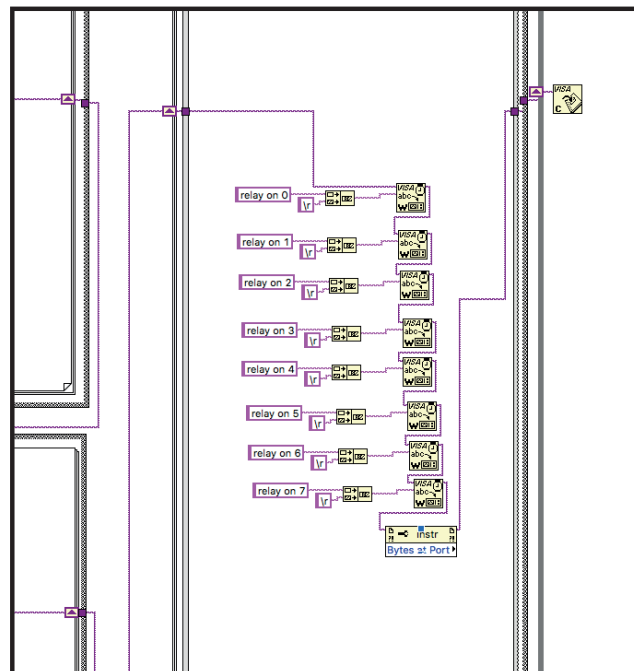 VISA
C
relay on 0
\r
VISA
abc
W
relay on 1
\r
VISA
abc
W
relay on 2
\r
VISA
abc
W
relay on 3
\r
VISA
abc
W
relay on 4
\r
VISA
abc
W
relay on 5
\r
VISA
abc
W
relay on 6
\r
VISA
abc
W
relay on 7
\r
VISA
abc
W
Instr
Bytes at Port